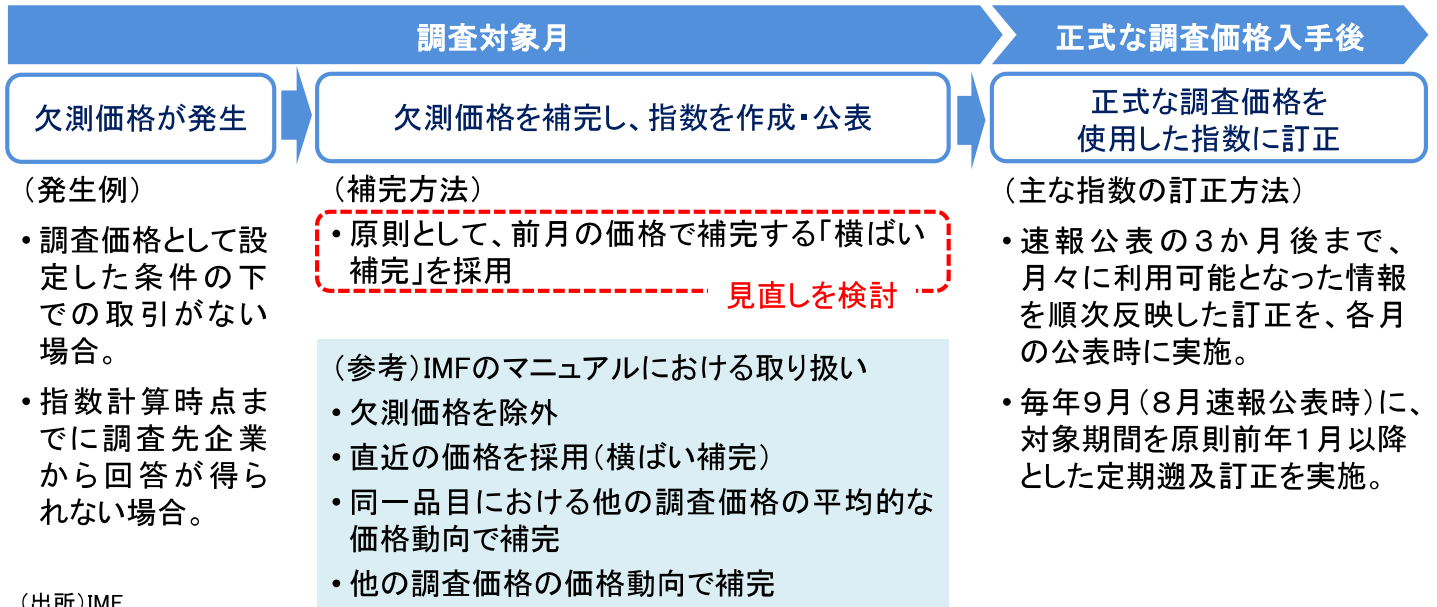 調査対象月
正式な調査価格入手後
欠測価格が発生
欠測価格を補完し、指数を作成・公表
正式な調査価格を
使用した指数に訂正
（発生例）
・調査価格として設
定した条件の下
での取引がない
場合。
・指数計算時点ま
でに調査先企業
から回答が得ら
れない場合。
（補完方法）
・原則として、前月の価格で補完する「横ばい
補完」を採用
見直しを検討
（参考）IMFのマニュアルにおける取り扱い
・欠測価格を除外
・直近の価格を採用（横ばい補完）
・同一品目における他の調査価格の平均的な
価格動向で補完
・他の調査価格の価格動向で補完
（主な指数の訂正方法）
・速報公表の３か月後まで、
月々に利用可能となった情報
を順次反映した訂正を、各月
の公表時に実施。
・毎年９月（８月速報公表時）に、
対象期間を原則前年１月以降
とした定期遡及訂正を実施。
（出所）IMF